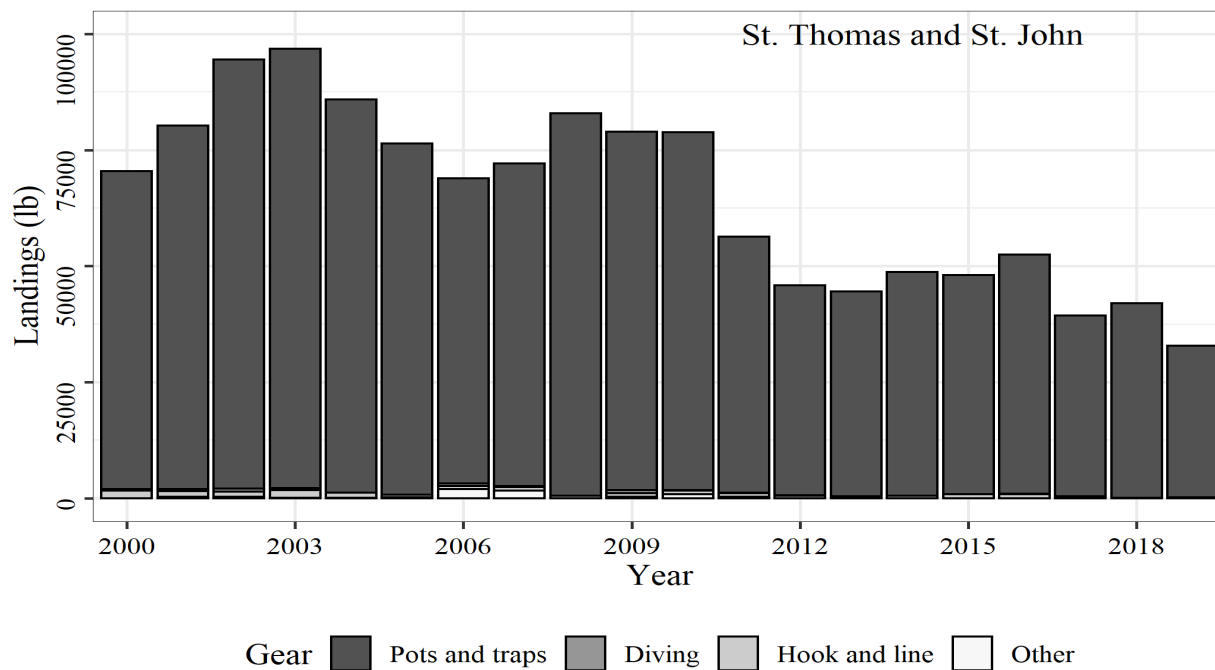 St. Thomas and St. John
Landings (lb)
100000
75000
50000
25000
0
2000 2003 2006 2009 2012 2015 2018
Year
Gear Pots and traps Diving Hook and line Other